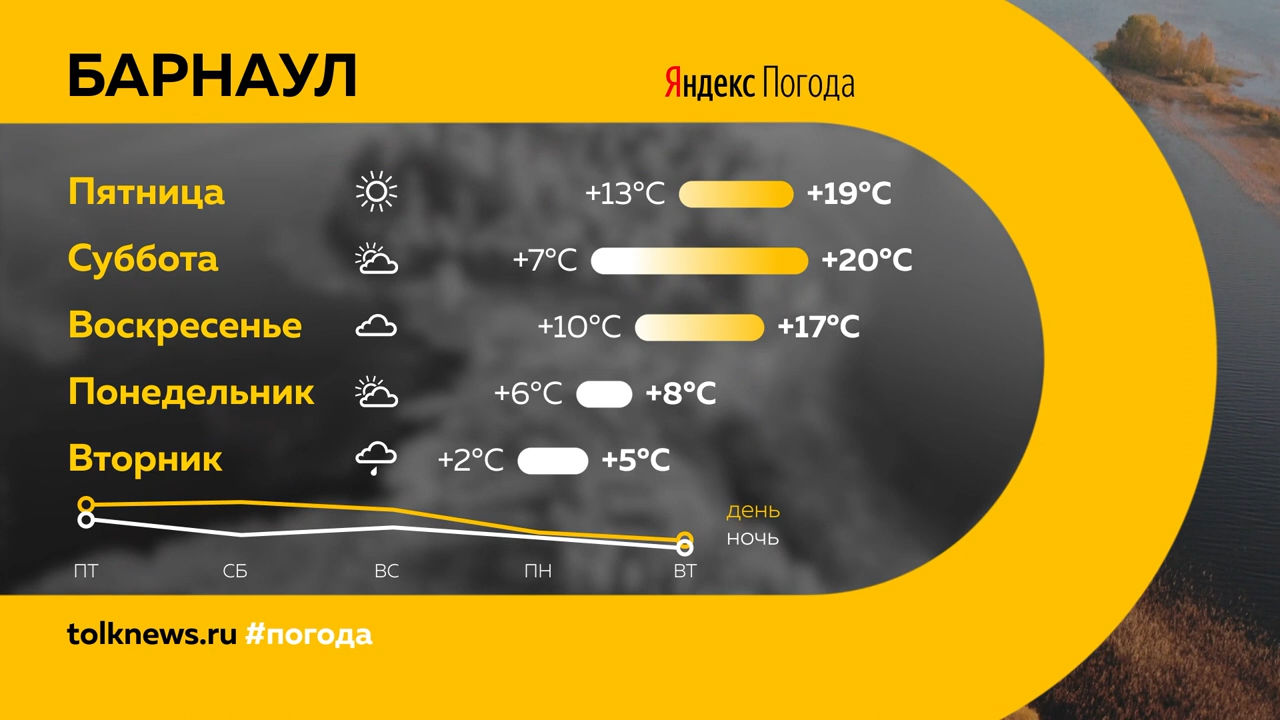 БАРНАУЛ
Яндекс Погода
Пятница +13°C +19°C
Суббота +7°C +20°C
Воскресенье +10°C +17°C
Понедельник +6°C +8°C
Вторник +2°C +5°C
день
ночь
ПТ СБ ВС ПН ВТ
tolknews.ru #погода